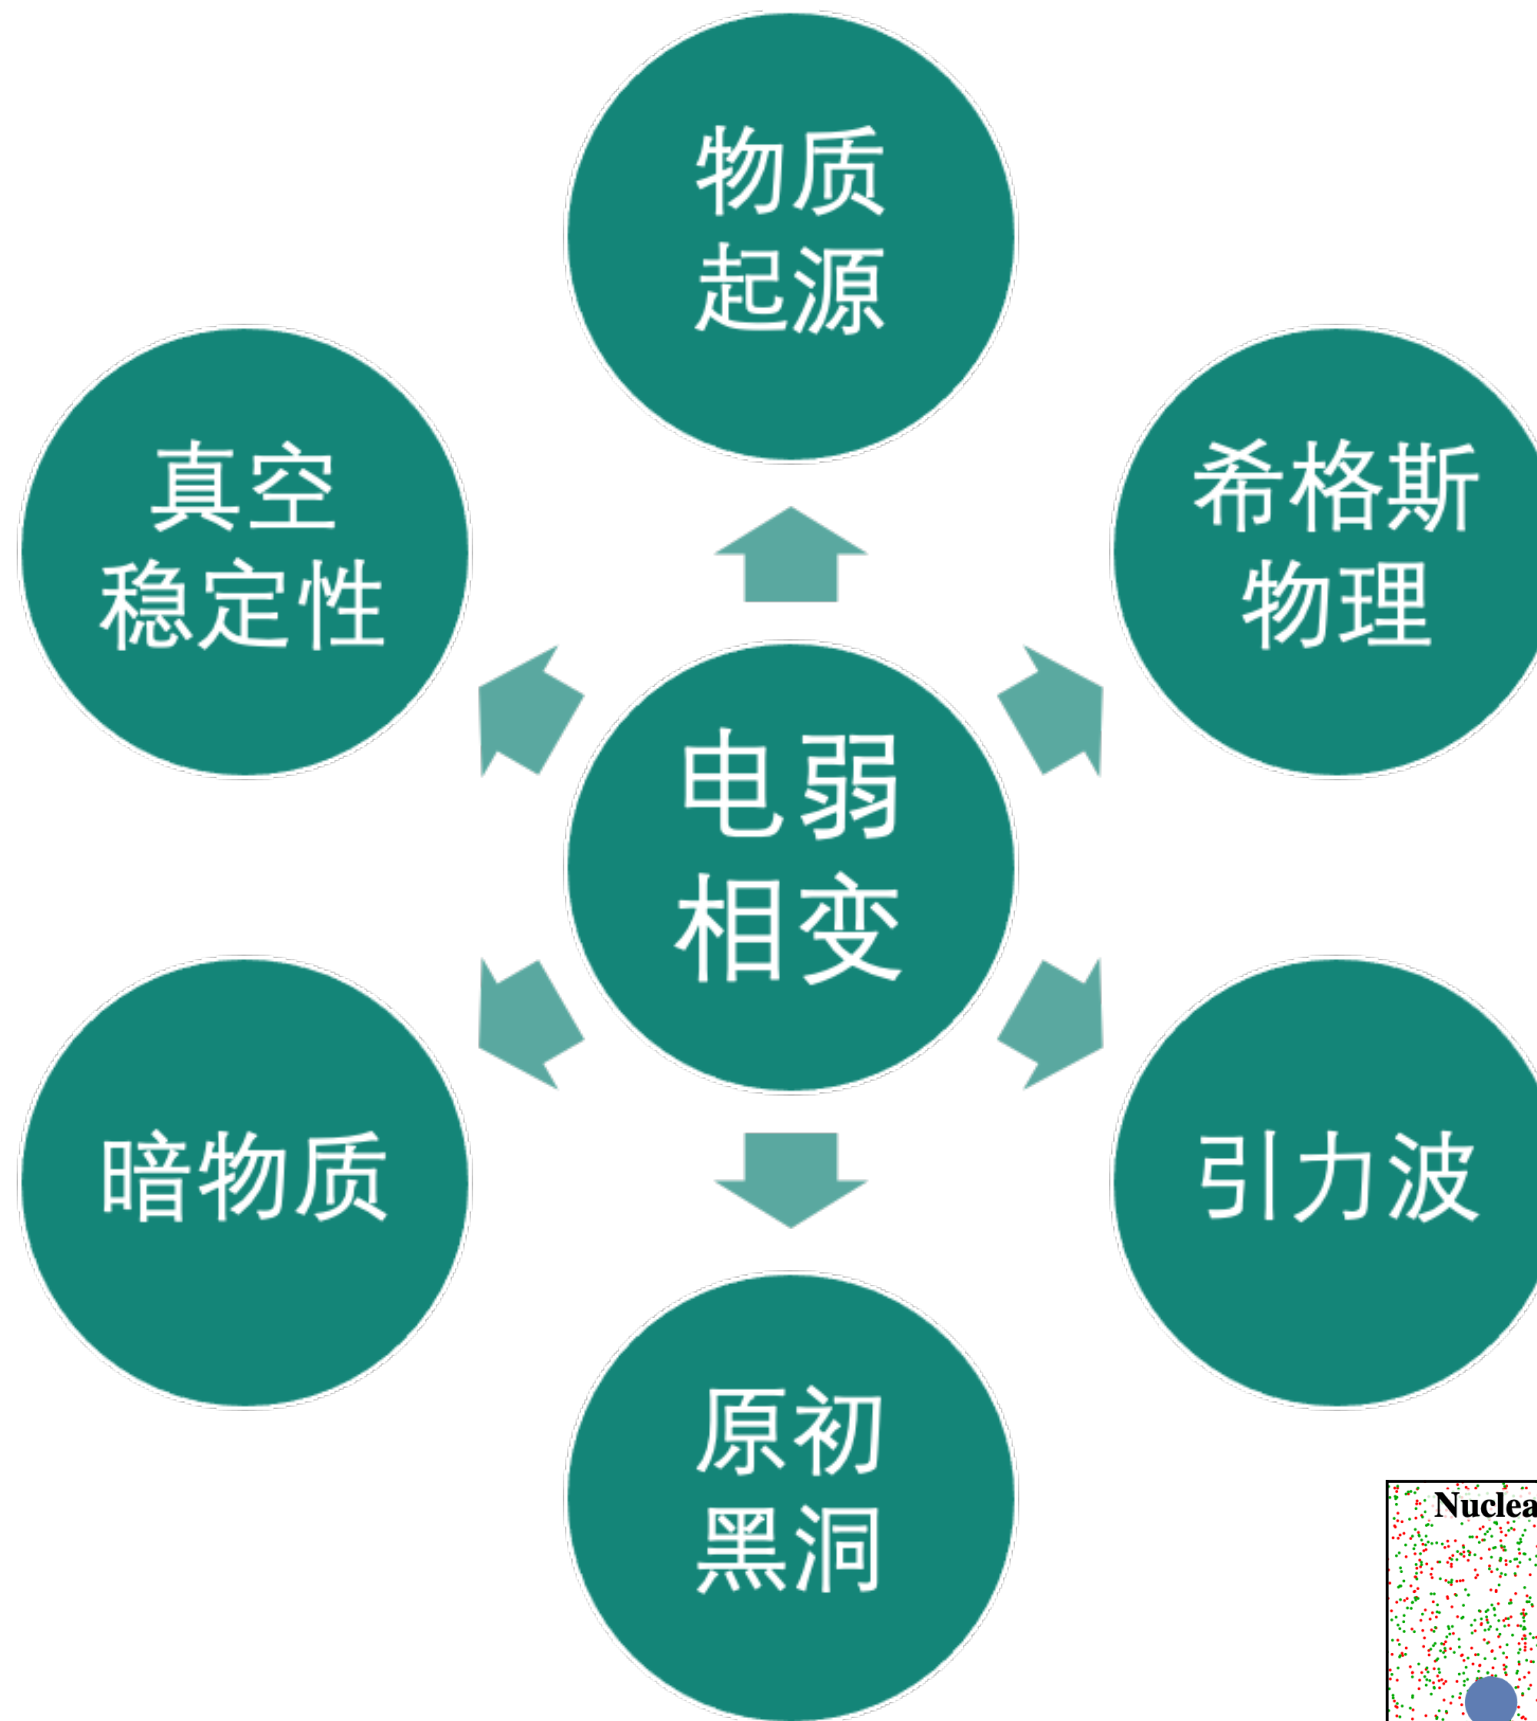 物质
起源
真空
稳定性
希格斯
物理
电弱
相变
暗物质
引力波
原初
黑洞